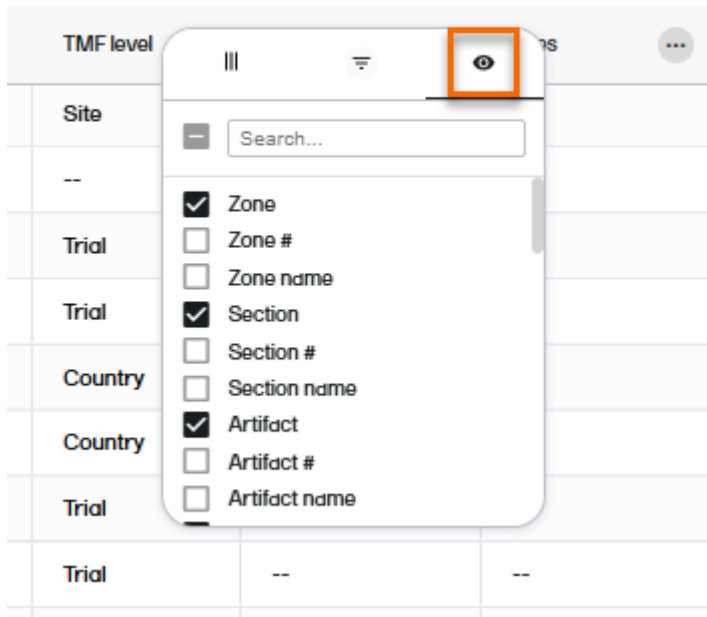 TMF level
os
...
Site
Search...
--
Zone
Zone #
Trial
Zone name
Trial
Section
Section #
Country
Section name
Artifact
Country
Artifact #
Trial
Artifact name
Trial
--
--